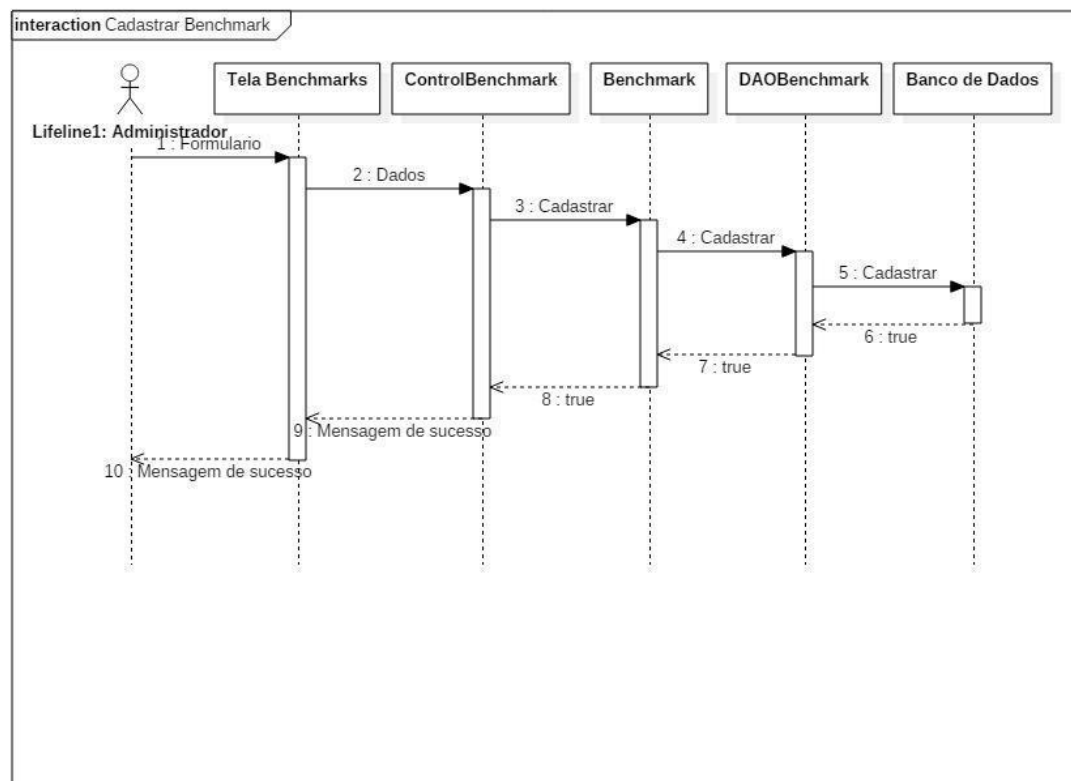 interaction Cadastrar Benchmark
Tela Benchmarks
ControlBenchmark
Benchmark
DAOBenchmark
Banco de Dados
Lifeline1: Administrador
1 : Formulario
2 : Dados
3 : Cadastrar
4 : Cadastrar
5 : Cadastrar
6 : true
7 : true
8 : true
9 : Mensagem de sucesso
10 : Mensagem de sucesso